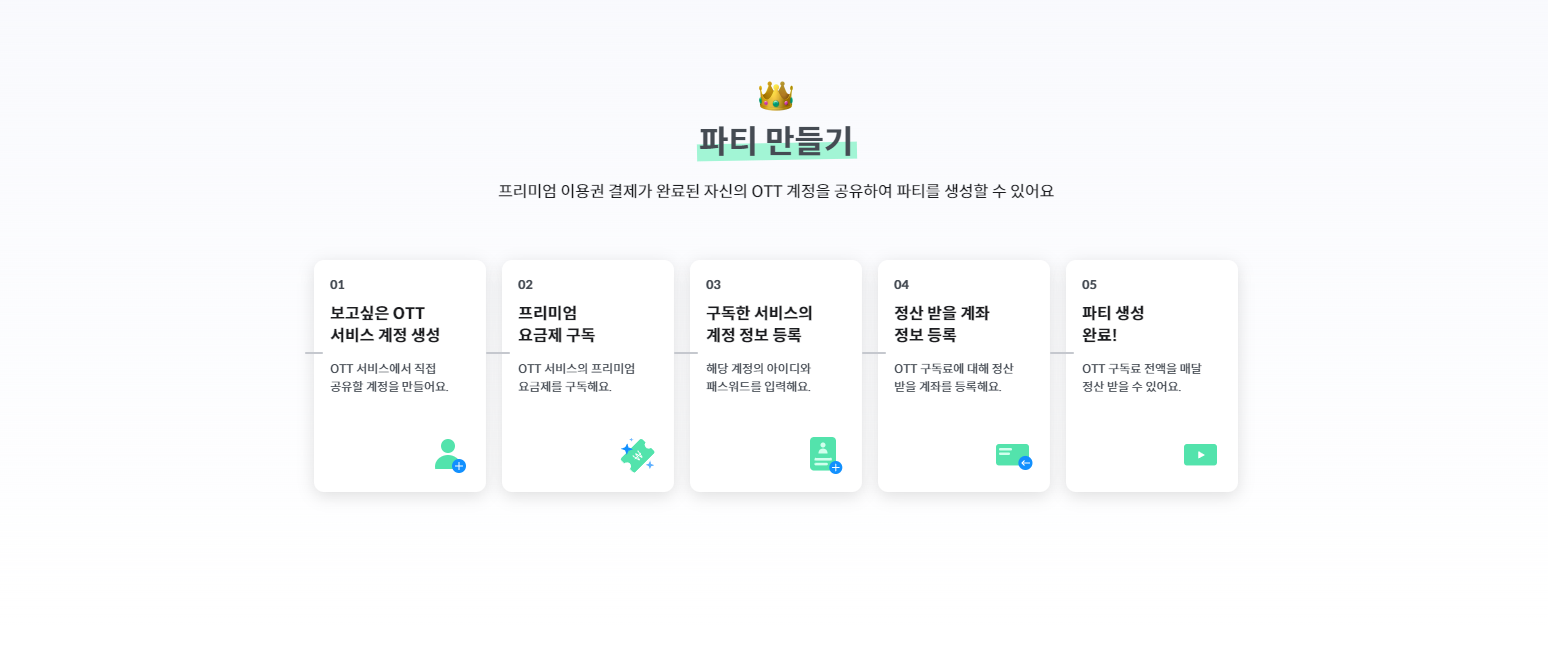 파티 만들기
프리미엄 이용권 결제가 완료된 자신의 OTT 계정을 공유하여 파티를 생성할 수 있어요
01
보고싶은 OTT
서비스 계정 생성
OTT 서비스에서 직접
공유할 계정을 만들어요.
02
프리미엄
요금제 구독
OTT 서비스의 프리미엄
요금제를 구독해요.
₩
03
구독한 서비스의
계정 정보 등록
해당 계정의 아이디와
패스워드를 입력해요.
04
정산 받을 계좌
정보 등록
OTT 구독료에 대해 정산
받을 계좌를 등록해요.
05
파티 생성
완료!
OTT 구독료 전액을 매달
정산 받을 수 있어요.